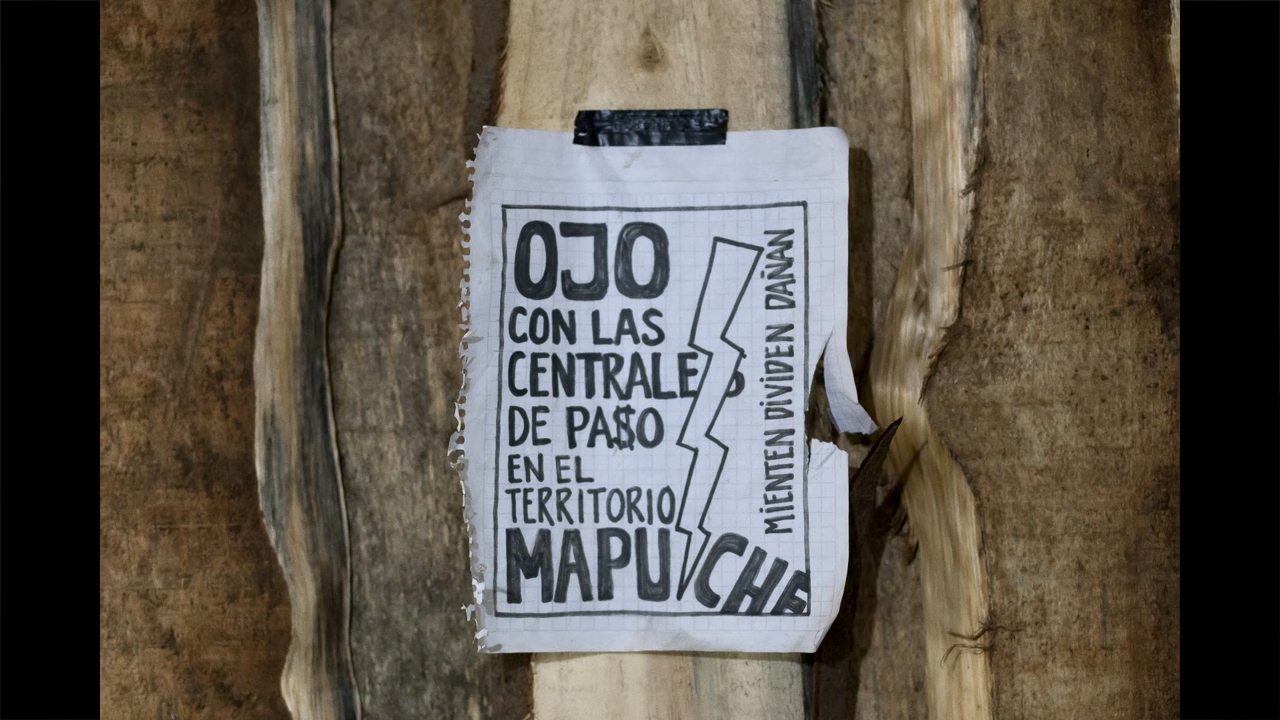 OJO
CON LAS
CENTRALES
DE PA$O
EN EL
TERRITORIO
MAPUCHE
MiENTEN DiViDEN DAÑAN